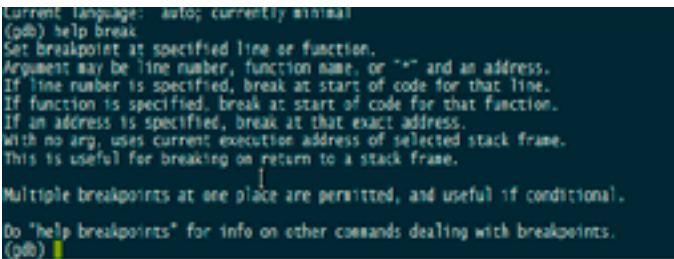 Current language:  auto; currently minimal
(gdb) help break
Set breakpoint at specified line or function.
Argument may be line number, function name, or "*" and an address.
If line number is specified, break at start of code for that line.
If function is specified, break at start of code for that function.
If an address is specified, break at that exact address.
With no arg, uses current execution address of selected stack frame.
This is useful for breaking on return to a stack frame.

Multiple breakpoints at one place are permitted, and useful if conditional.

Do "help breakpoints" for info on other commands dealing with breakpoints.
(gdb)